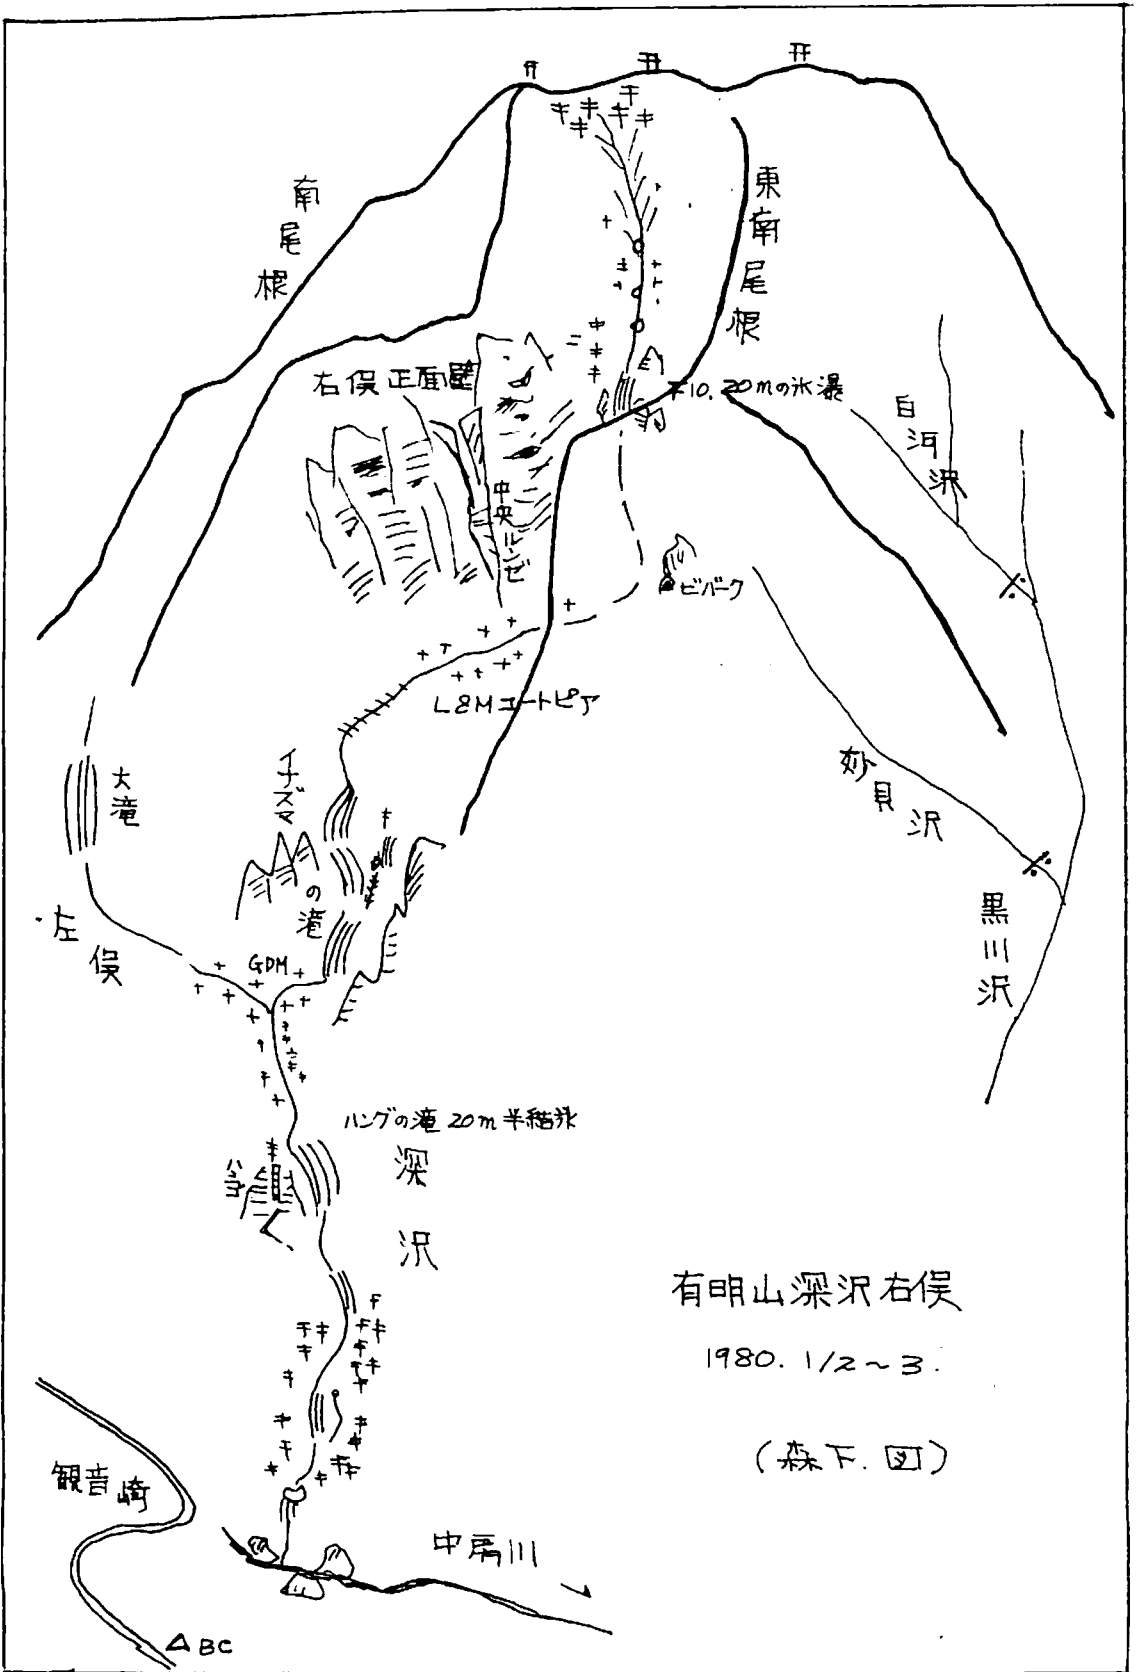 南尾根
東南尾根
右俣正面壁
10.20mの氷瀑
白河沢
中央ルンゼ
ビバーク
L&Mユートピア
大滝
イナズマの滝
妙見沢
左俣
GDM
黒川沢
ハングの滝 20m 半結氷
ハシゴ
深沢
有明山深沢右俣
1980. 1/2~3.
(森下.図)
観音崎
中房川
BC